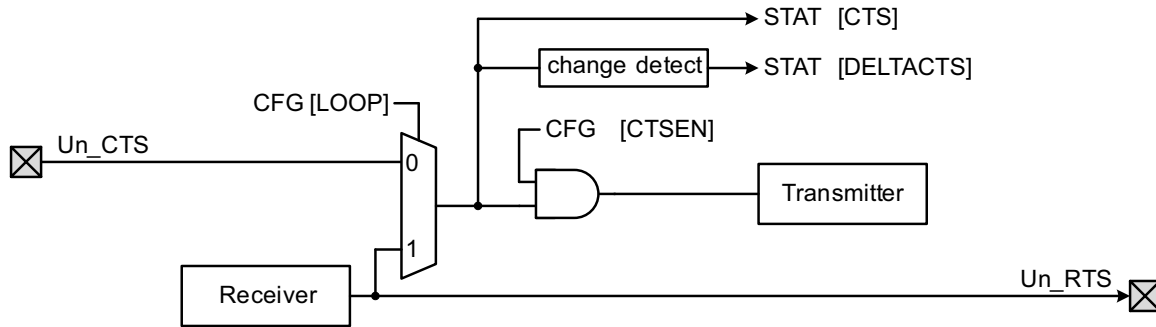 STAT [CTS]
change detect
STAT [DELTACTS]
CFG [LOOP]
CFG [CTSEN]
Un_CTS
0
Transmitter
1
Un_RTS
Receiver